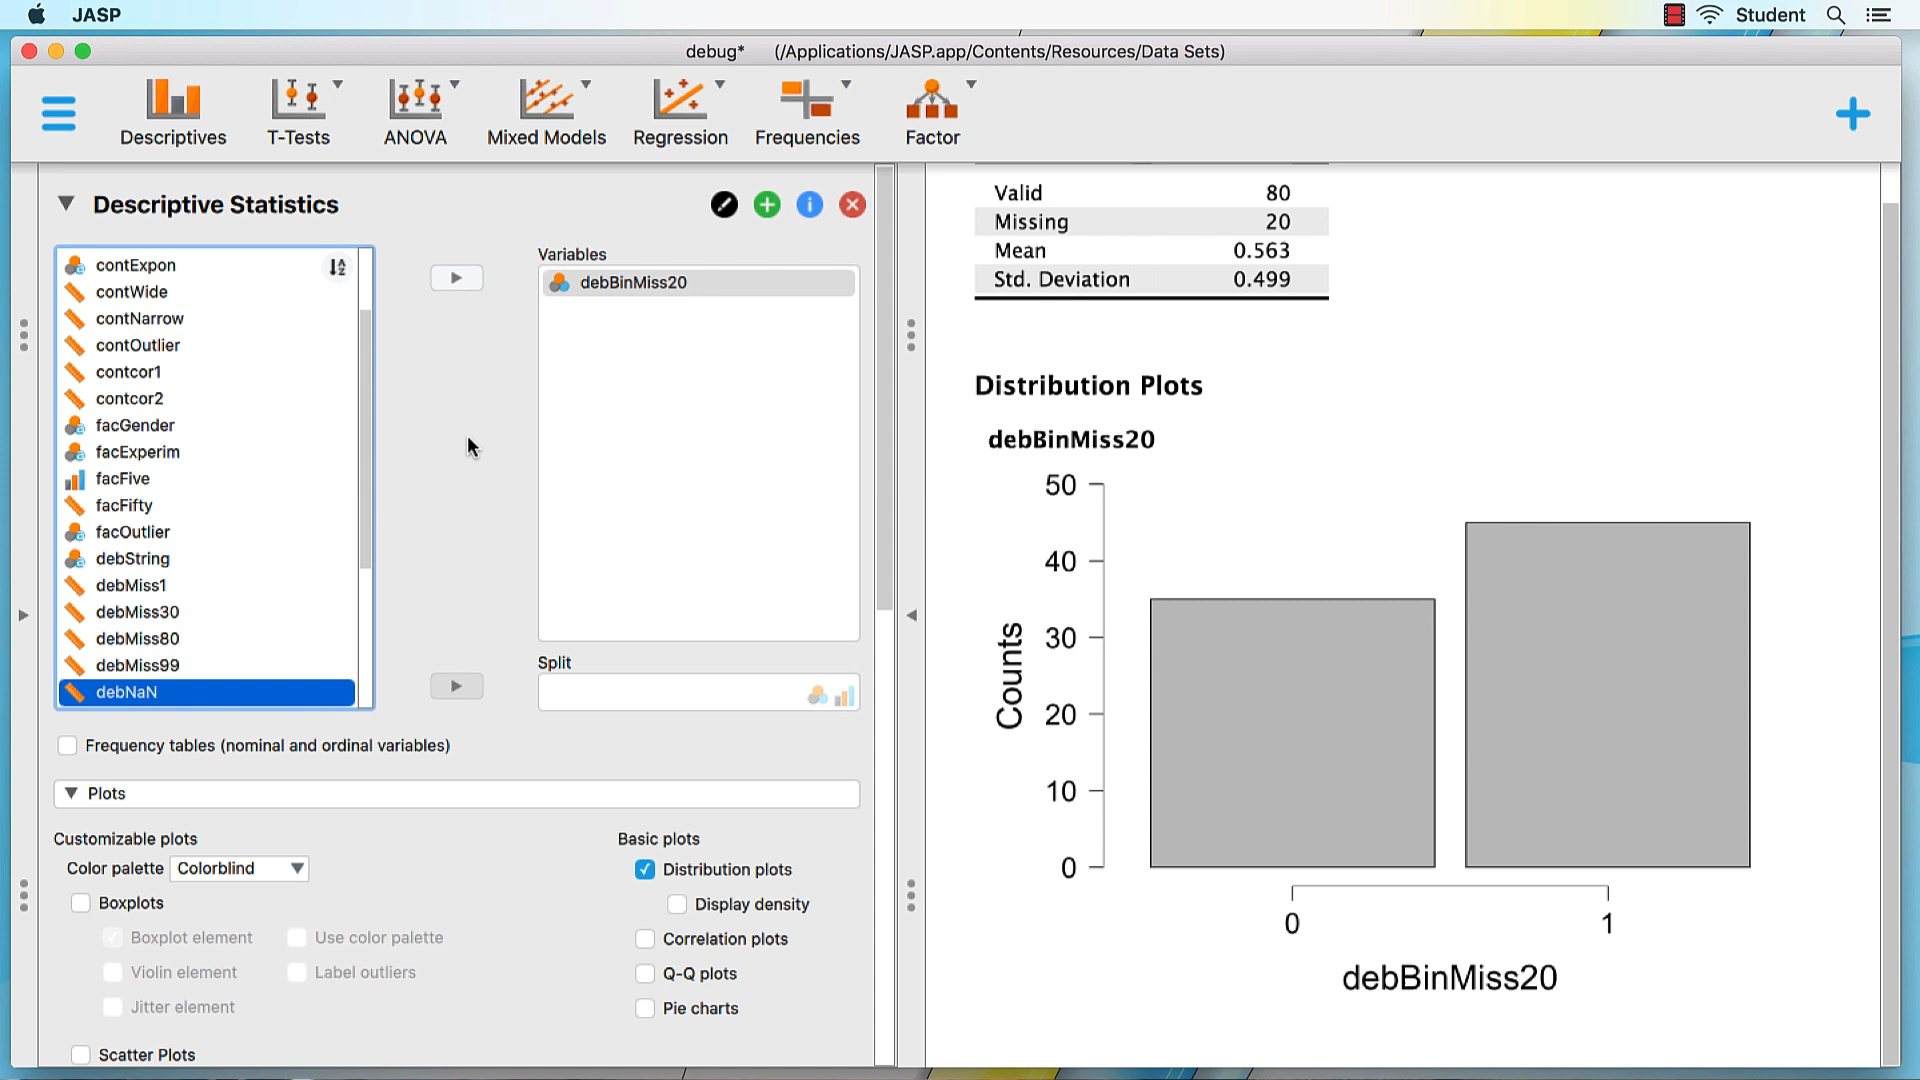 JASP
Student
debug* (/Applications/JASP.app/Contents/Resources/Data Sets)
Descriptives
T-Tests
ANOVA
Mixed Models
Regression
Frequencies
Factor
Descriptive Statistics
contExpon
contWide
contNarrow
contOutlier
contcor1
contcor2
facGender
facExperim
facFive
facFifty
facOutlier
debString
debMiss1
debMiss30
debMiss80
debMiss99
debNaN
Variables
debBinMiss20
Split
Frequency tables (nominal and ordinal variables)
Plots
Customizable plots
Color palette Colorblind
Boxplots
Boxplot element Use color palette
Violin element Label outliers
Jitter element
Scatter Plots
Basic plots
Distribution plots
Display density
Correlation plots
Q-Q plots
Pie charts
Valid 80
Missing 20
Mean 0.563
Std. Deviation 0.499
Distribution Plots
debBinMiss20
50
40
30
20
10
0
Counts
0 1
debBinMiss20